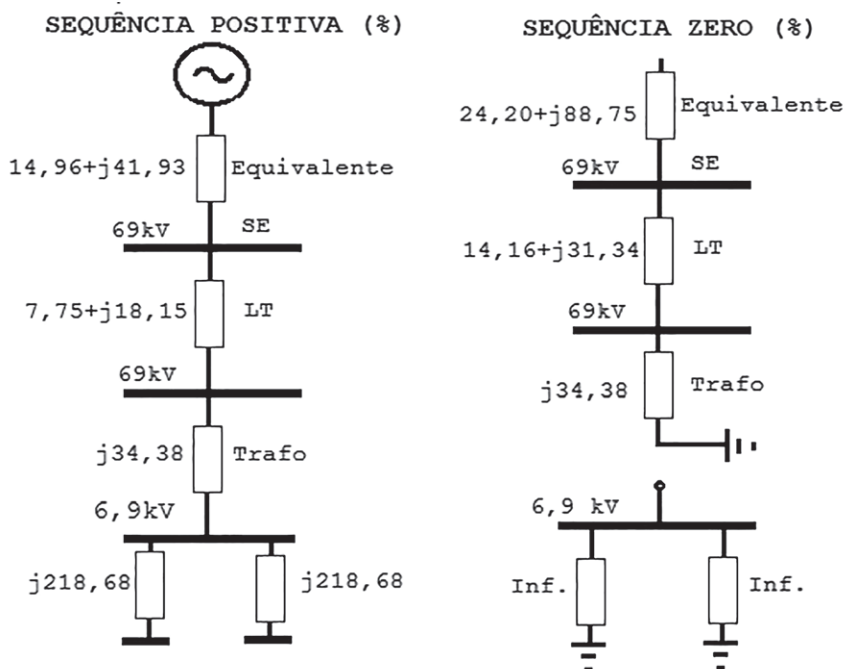 SEQUÊNCIA POSITIVA (%)
14,96+j41,93 Equivalente
69kV SE
7,75+j18,15 LT
69kV
j34,38 Trafo
6,9kV
j218,68 j218,68
SEQUÊNCIA ZERO (%)
24,20+j88,75 Equivalente
69kV SE
14,16+j31,34 LT
69kV
j34,38 Trafo
6,9 kV
Inf. Inf.